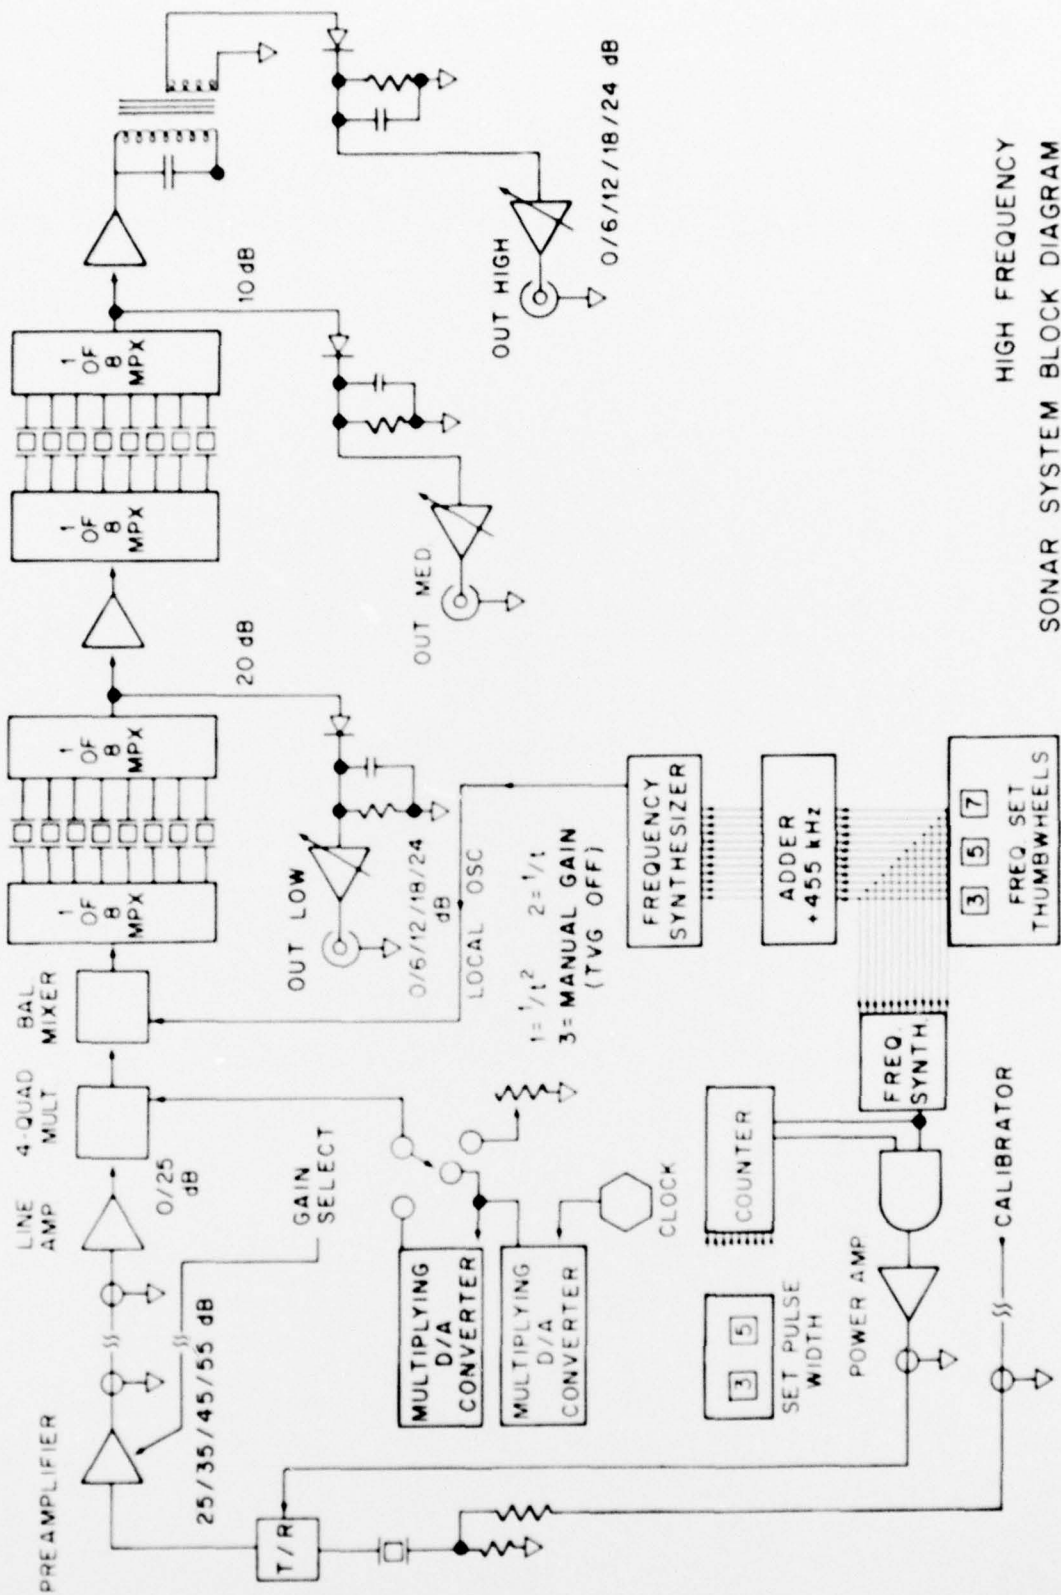 PREAMPLIFIER
25/35/45/55 dB
LINE
AMP
0/25
dB
4-QUAD
MULT
BAL.
MIXER
1
OF
8
MPX
1
OF
8
MPX
20 dB
1
OF
8
MPX
1
OF
8
MPX
10 dB
GAIN
SELECT
OUT LOW
0/6/12/18/24
dB
OUT MED
OUT HIGH
0/6/12/18/24 dB
LOCAL OSC
1=1/t² 2=1/t
3=MANUAL GAIN
(TVG OFF)
T/R
MULTIPLYING
D/A
CONVERTER
MULTIPLYING
D/A
CONVERTER
CLOCK
FREQUENCY
SYNTHESIZER
ADDER
+455 kHz
3 5 7
FREQ. SET
THUMBWHEELS
3 5
SET PULSE
WIDTH
COUNTER
POWER AMP
FREQ.
SYNTH.
CALIBRATOR
HIGH FREQUENCY
SONAR SYSTEM BLOCK DIAGRAM